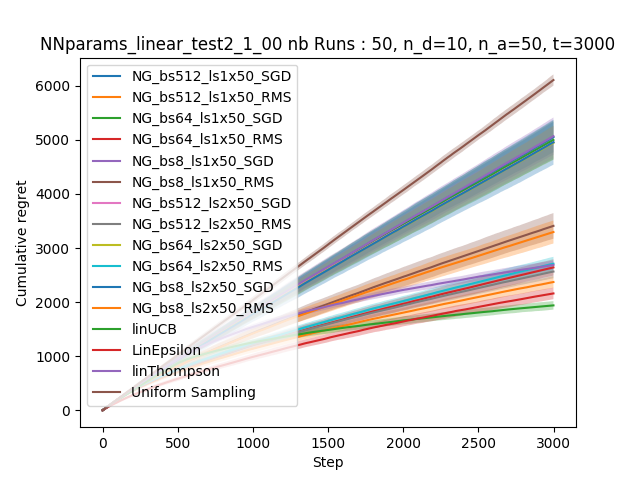 NNparams_linear_test2_1_00 nb Runs : 50, n_d=10, n_a=50, t=3000
NG_bs512_ls1x50_SGD
NG_bs512_ls1x50_RMS
NG_bs64_ls1x50_SGD
NG_bs64_ls1x50_RMS
NG_bs8_ls1x50_SGD
NG_bs8_ls1x50_RMS
NG_bs512_ls2x50_SGD
NG_bs512_ls2x50_RMS
NG_bs64_ls2x50_SGD
NG_bs64_ls2x50_RMS
NG_bs8_ls2x50_SGD
NG_bs8_ls2x50_RMS
linUCB
LinEpsilon
linThompson
Uniform Sampling
Cumulative regret
6000
5000
4000
3000
2000
1000
0
0 500 1000 1500 2000 2500 3000
Step